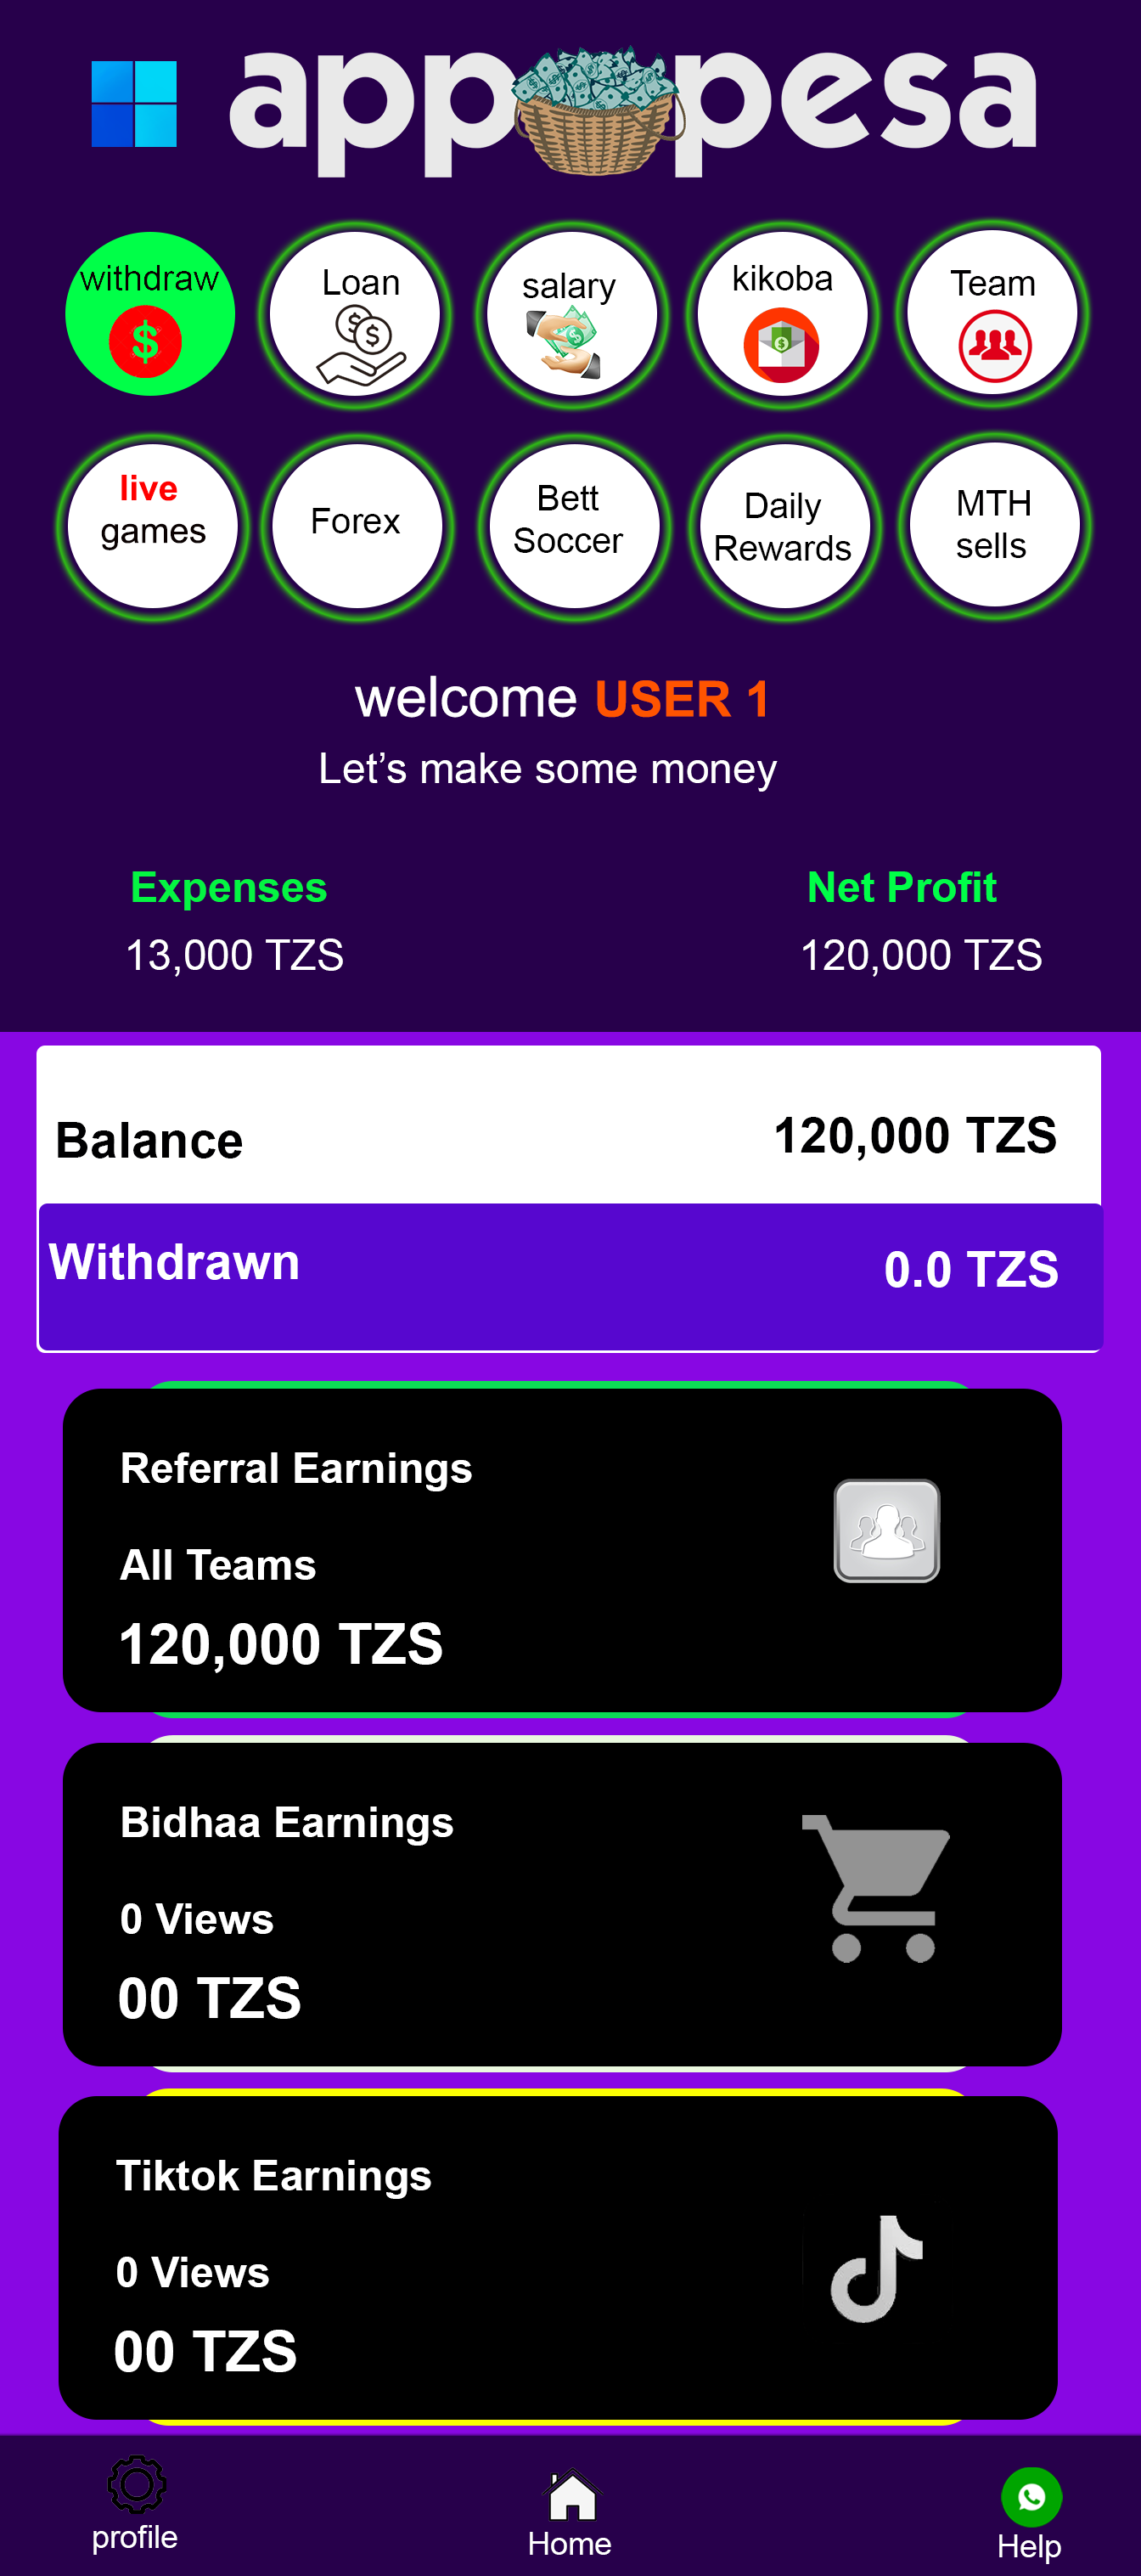 app pesa
withdraw
Loan
salary
kikoba
Team
live
games
Forex
Bett
Soccer
Daily
Rewards
MTH
sells
welcome USER 1
Let's make some money
Expenses
Net Profit
13,000 TZS
120,000 TZS
Balance
120,000 TZS
Withdrawn
0.0 TZS
Referral Earnings
All Teams
120,000 TZS
Bidhaa Earnings
0 Views
00 TZS
Tiktok Earnings
0 Views
00 TZS
profile
Home
Help